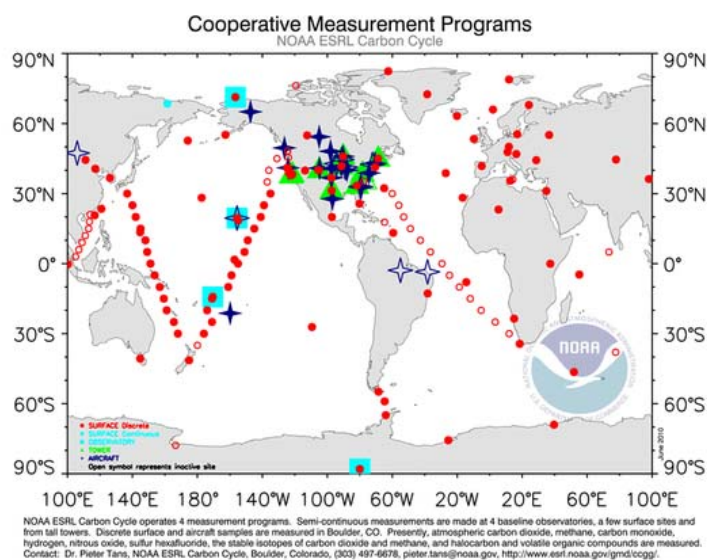 Cooperative Measurement Programs
NOAA ESRL Carbon Cycle
90°N 90°N
60°N 60°N
30°N 30°N
0° 0°
30°S 30°S
NOAA
60°S 60°S
SURFACE Discrete
SURFACE Continuous
OBSERVATORY
TOWER
AIRCRAFT
Open symbol represents inactive site
June 2010
90°S 90°S
100°E 140°E 180° 140°W 100°W 60°W 20°W 20°E 60°E 100°E
NOAA ESRL Carbon Cycle operates 4 measurement programs. Semi-continuous measurements are made at 4 baseline observatories, a few surface sites and
from tall towers. Discrete surface and aircraft samples are measured in Boulder, CO. Presently, atmospheric carbon dioxide, methane, carbon monoxide,
hydrogen, nitrous oxide, sulfur hexafluoride, the stable isotopes of carbon dioxide and methane, and halocarbon and volatile organic compounds are measured.
Contact: Dr. Pieter Tans, NOAA ESRL Carbon Cycle, Boulder, Colorado, (303) 497-6678, pieter.tans@noaa.gov, http://www.esrl.noaa.gov/gmd/ccgg/.